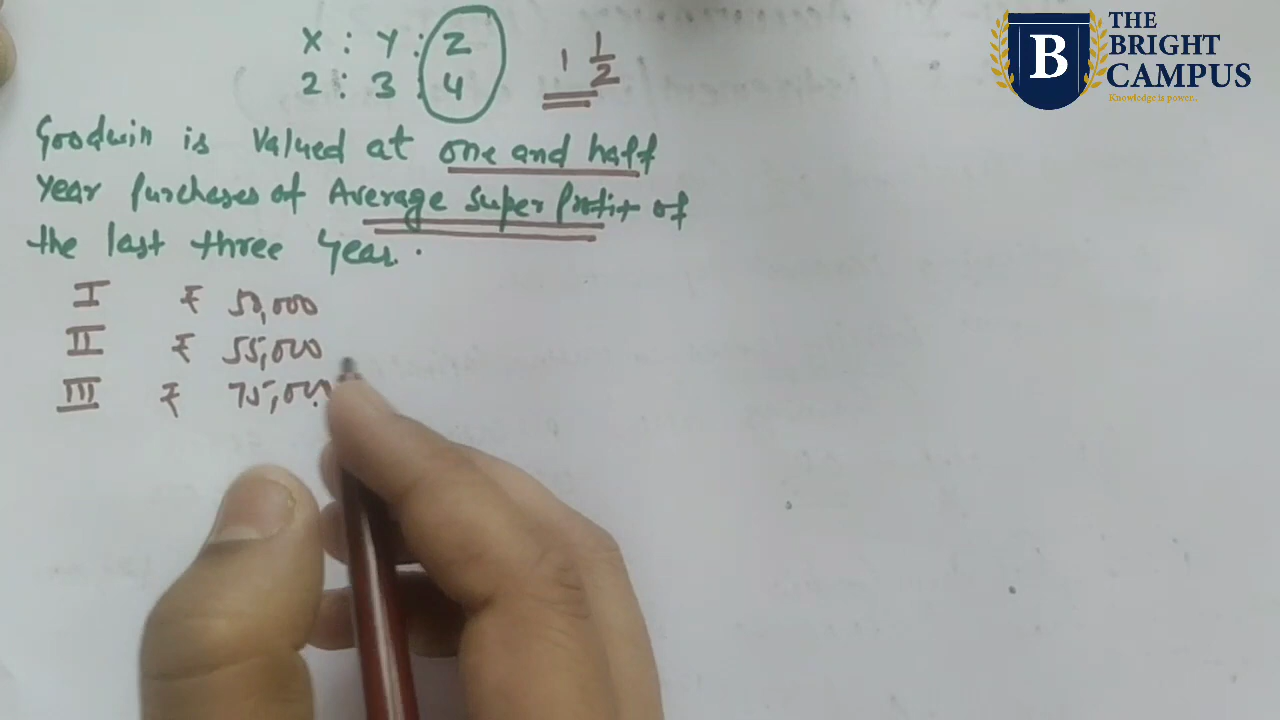 X : Y : Z
2 : 3 : 4
1 1/2
Goodwin is Valued at one and half
Year Purchases of Average Super Profit of
the last three Year.
I ₹ 50,000
II ₹ 55,000
III ₹ 75,000
THE
BRIGHT
CAMPUS
B
Knowledge is power.